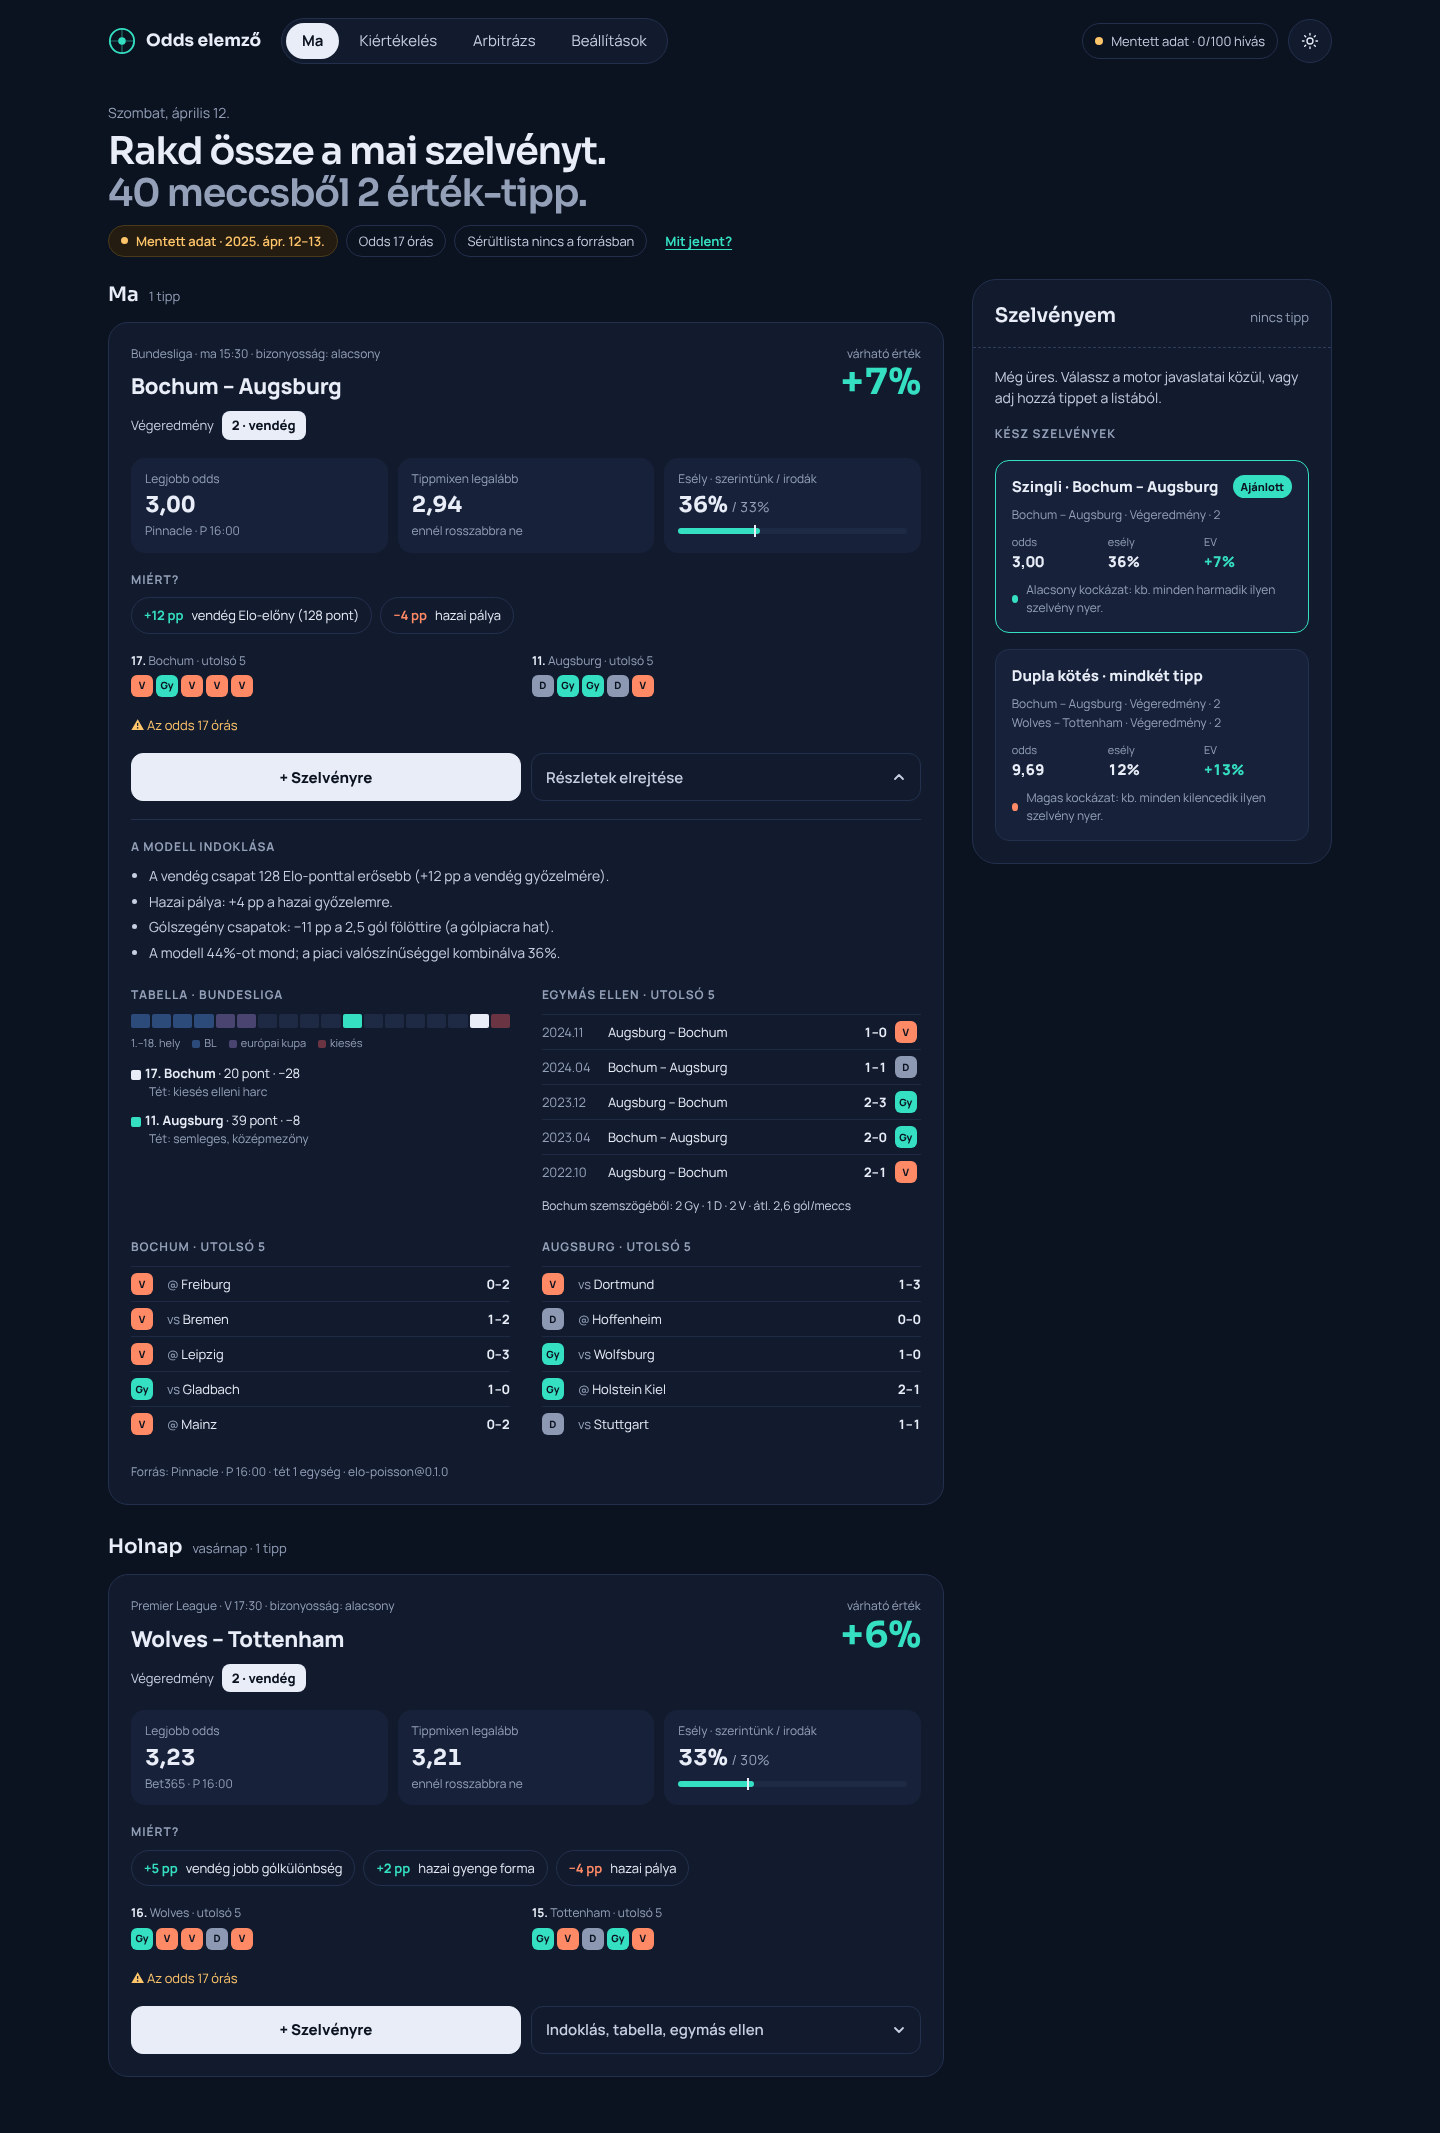 Odds elemző
Ma
Kiértékelés
Arbitrázs
Beállítások
Mentett adat · 0/100 hívás
Szombat, április 12.
Rakd össze a mai szelvényt.
40 meccsből 2 érték-tipp.
Mentett adat · 2025. ápr. 12–13.
Odds 17 órás
Sérültlista nincs a forrásban
Mit jelent?
Ma 1 tipp
Bundesliga · ma 15:30 · bizonyosság: alacsony
várható érték
Bochum – Augsburg
+7%
Végeredmény 2 · vendég
Legjobb odds
3,00
Pinnacle · P 16:00
Tippmixen legalább
2,94
ennél rosszabbra ne
Esély · szerintünk / irodák
36% / 33%
MIÉRT?
+12 pp vendég Elo-előny (128 pont)
−4 pp hazai pálya
17. Bochum · utolsó 5
V Gy V V V
11. Augsburg · utolsó 5
D Gy Gy D V
⚠ Az odds 17 órás
+ Szelvényre
Részletek elrejtése
A MODELL INDOKLÁSA
• A vendég csapat 128 Elo-ponttal erősebb (+12 pp a vendég győzelmére).
• Hazai pálya: +4 pp a hazai győzelemre.
• Gólszegény csapatok: −11 pp a 2,5 gól fölöttire (a gólpiacra hat).
• A modell 44%-ot mond; a piaci valószínűséggel kombinálva 36%.
TABELLA · BUNDESLIGA
1.–18. hely BL európai kupa kiesés
17. Bochum · 20 pont · −28
Tét: kiesés elleni harc
11. Augsburg · 39 pont · −8
Tét: semleges, középmezőny
EGYMÁS ELLEN · UTOLSÓ 5
2024.11 Augsburg – Bochum 1–0 V
2024.04 Bochum – Augsburg 1–1 D
2023.12 Augsburg – Bochum 2–3 Gy
2023.04 Bochum – Augsburg 2–0 Gy
2022.10 Augsburg – Bochum 2–1 V
Bochum szemszögéből: 2 Gy · 1 D · 2 V · átl. 2,6 gól/meccs
BOCHUM · UTOLSÓ 5
V @ Freiburg 0–2
V vs Bremen 1–2
V @ Leipzig 0–3
Gy vs Gladbach 1–0
V @ Mainz 0–2
AUGSBURG · UTOLSÓ 5
V vs Dortmund 1–3
D @ Hoffenheim 0–0
Gy vs Wolfsburg 1–0
Gy @ Holstein Kiel 2–1
D vs Stuttgart 1–1
Forrás: Pinnacle · P 16:00 · tét 1 egység · elo-poisson@0.1.0
Holnap vasárnap · 1 tipp
Premier League · V 17:30 · bizonyosság: alacsony
várható érték
Wolves – Tottenham
+6%
Végeredmény 2 · vendég
Legjobb odds
3,23
Bet365 · P 16:00
Tippmixen legalább
3,21
ennél rosszabbra ne
Esély · szerintünk / irodák
33% / 30%
MIÉRT?
+5 pp vendég jobb gólkülönbség
+2 pp hazai gyenge forma
−4 pp hazai pálya
16. Wolves · utolsó 5
Gy V V D V
15. Tottenham · utolsó 5
Gy V D Gy V
⚠ Az odds 17 órás
+ Szelvényre
Indoklás, tabella, egymás ellen
Szelvényem
nincs tipp
Még üres. Válassz a motor javaslatai közül, vagy
adj hozzá tippet a listából.
KÉSZ SZELVÉNYEK
Szingli · Bochum – Augsburg
Ajánlott
Bochum – Augsburg · Végeredmény · 2
odds esély EV
3,00 36% +7%
Alacsony kockázat: kb. minden harmadik ilyen
szelvény nyer.
Dupla kötés · mindkét tipp
Bochum – Augsburg · Végeredmény · 2
Wolves – Tottenham · Végeredmény · 2
odds esély EV
9,69 12% +13%
Magas kockázat: kb. minden kilencedik ilyen
szelvény nyer.